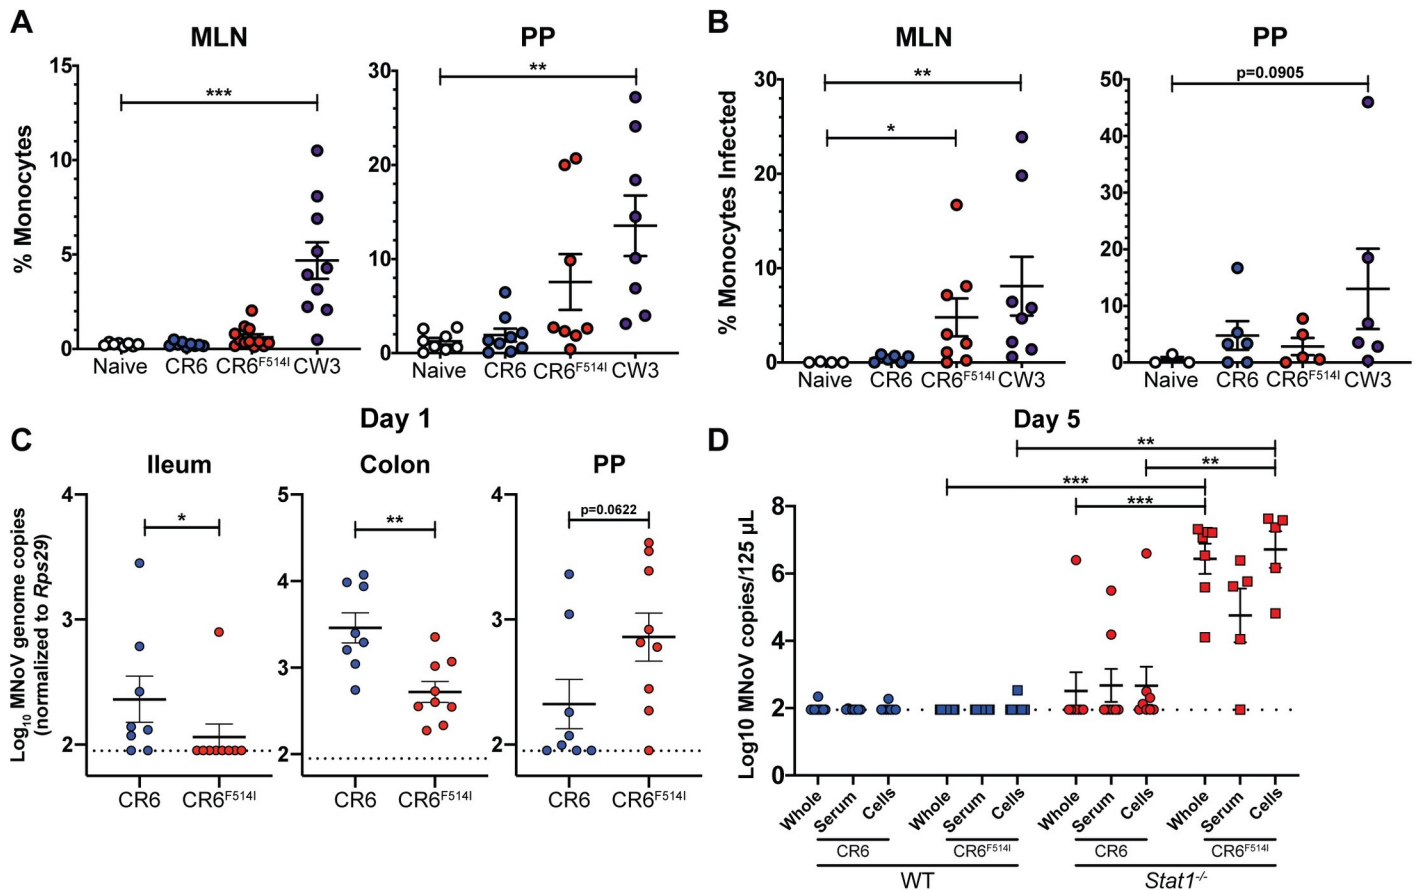 A
MLN
PP
% Monocytes
15
10
5
0
***
Naive
CR6
CR6F514I
CW3
30
20
10
0
**
Naive
CR6
CR6F514I
CW3
B
MLN
PP
% Monocytes Infected
30
20
10
0
**
*
Naive
CR6
CR6F514I
CW3
50
40
30
20
10
0
p=0.0905
Naive
CR6
CR6F514I
CW3
C
Day 1
Ileum
Colon
PP
Log10 MNoV genome copies
(normalized to Rps29)
4
3
2
*
CR6
CR6F514I
5
4
3
2
**
CR6
CR6F514I
4
3
2
p=0.0622
CR6
CR6F514I
D
Day 5
Log10 MNoV copies/125 µL
8
6
4
2
0
**
**
***
***
Whole
Serum
Cells
Whole
Serum
Cells
Whole
Serum
Cells
Whole
Serum
Cells
CR6
CR6F514I
CR6
CR6F514I
WT
Stat1-/-